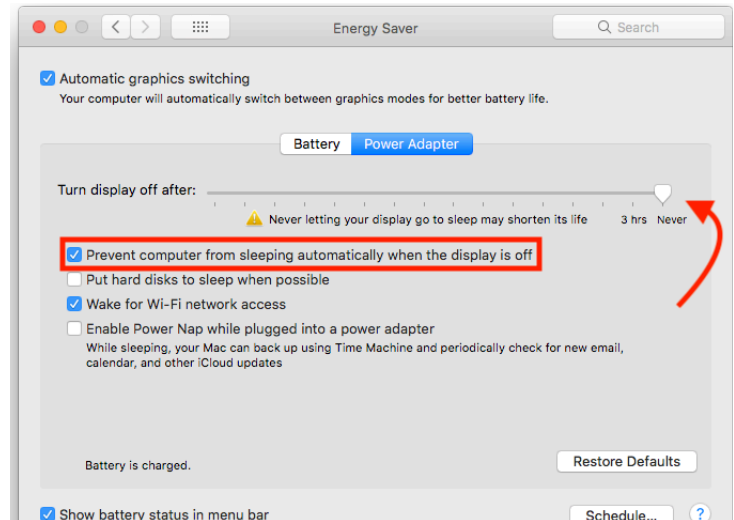 Energy Saver
Search
Automatic graphics switching
Your computer will automatically switch between graphics modes for better battery life.
Battery
Power Adapter
Turn display off after:
Never letting your display go to sleep may shorten its life
3 hrs
Never
Prevent computer from sleeping automatically when the display is off
Put hard disks to sleep when possible
Wake for Wi-Fi network access
Enable Power Nap while plugged into a power adapter
While sleeping, your Mac can back up using Time Machine and periodically check for new email,
calendar, and other iCloud updates
Battery is charged.
Restore Defaults
Show battery status in menu bar
Schedule...
?